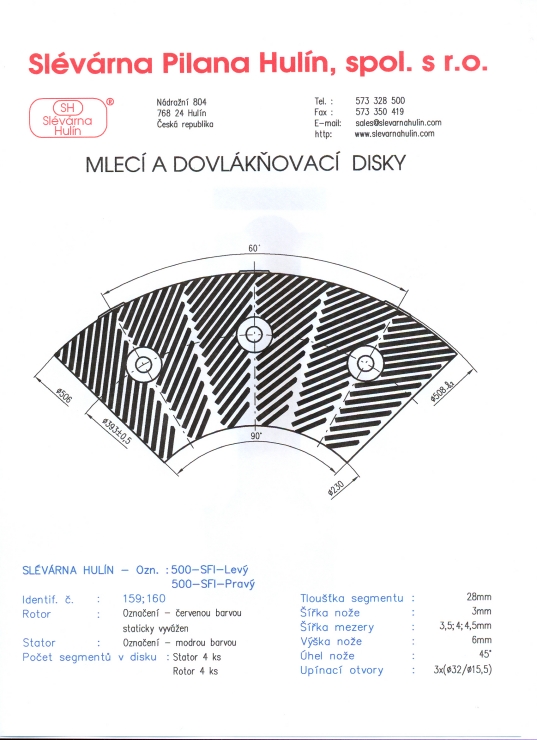 Slévárna Pilana Hulín, spol. s r.o.
SH
Slévárna
Hulín
®
Nádražní 804
768 24 Hulín
Česká republika
Tel. : 573 328 500
Fax : 573 350 419
E-mail: sales@slevarnahulin.com
http: www.slevarnahulin.com
MLECÍ A DOVLÁKŇOVACÍ DISKY
60°
ø506
ø393±0,5
90°
ø230
ø508
SLÉVÁRNA HULÍN – Ozn. : 500–SFI–Levý
500–SFI–Pravý
Identif. č. : 159;160
Rotor : Označení – červenou barvou
staticky vyvážen
Stator : Označení – modrou barvou
Počet segmentů v disku : Stator 4 ks
Rotor 4 ks
Tloušťka segmentu : 28mm
Šířka nože : 3mm
Šířka mezery : 3,5; 4; 4,5mm
Výška nože : 6mm
Úhel nože : 45°
Upínací otvory : 3x(ø32/ø15,5)